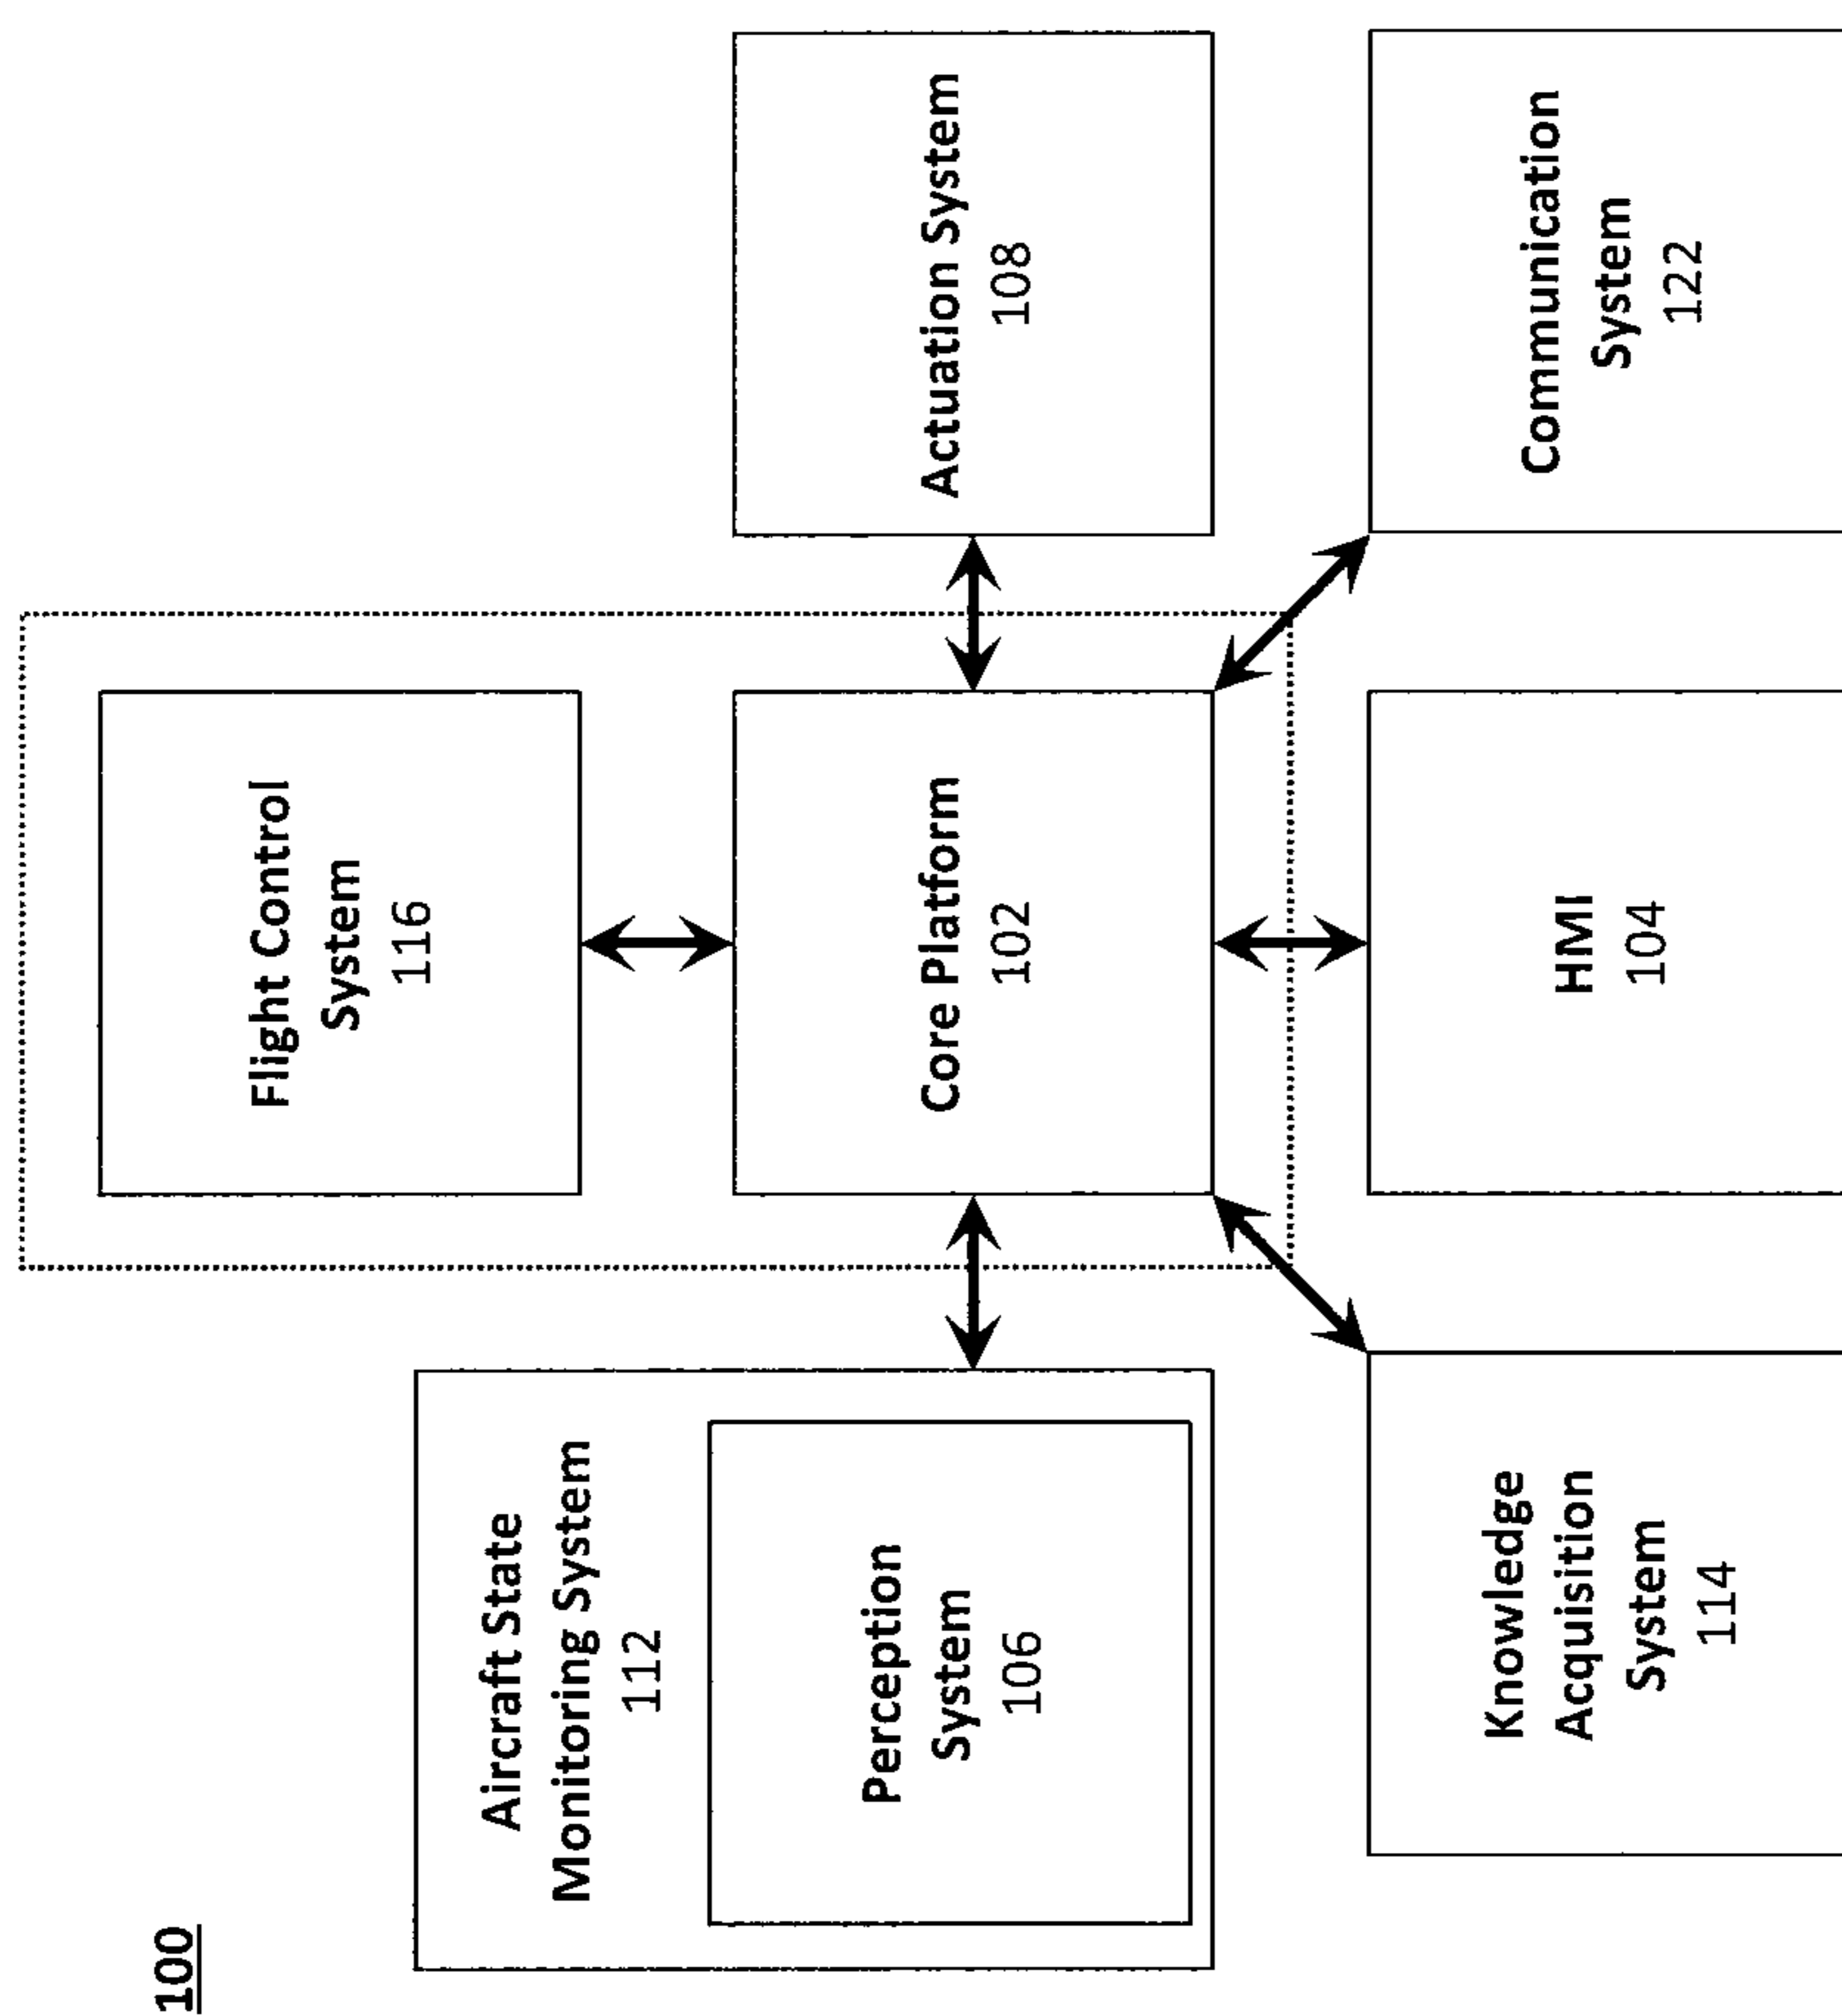 100
Flight Control
System
116
Aircraft State
Monitoring System
112
Perception
System
106
Core Platform
102
Actuation System
108
Knowledge
Acquisition
System
114
HMI
104
Communication
System
122